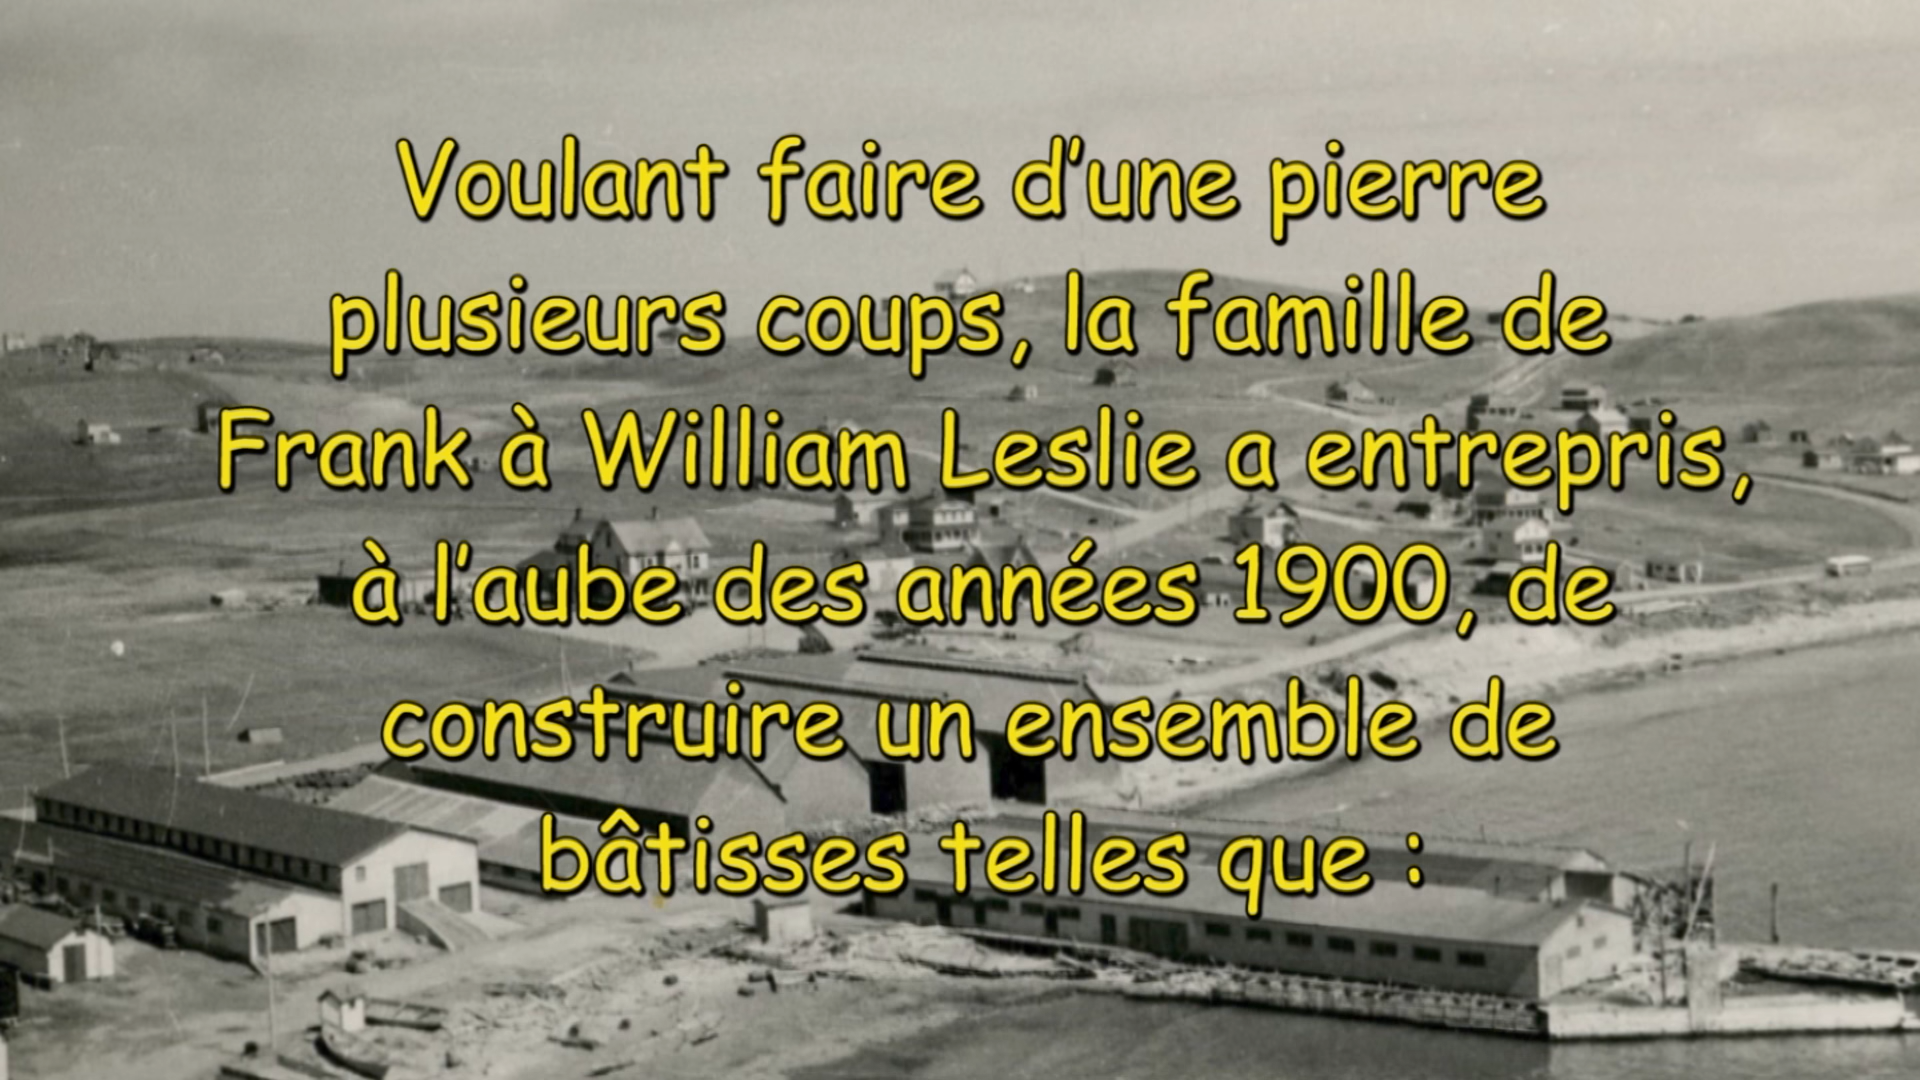 Voulant faire d’une pierre
plusieurs coups, la famille de
Frank à William Leslie a entrepris,
à l’aube des années 1900, de
construire un ensemble de
bâtisses telles que :